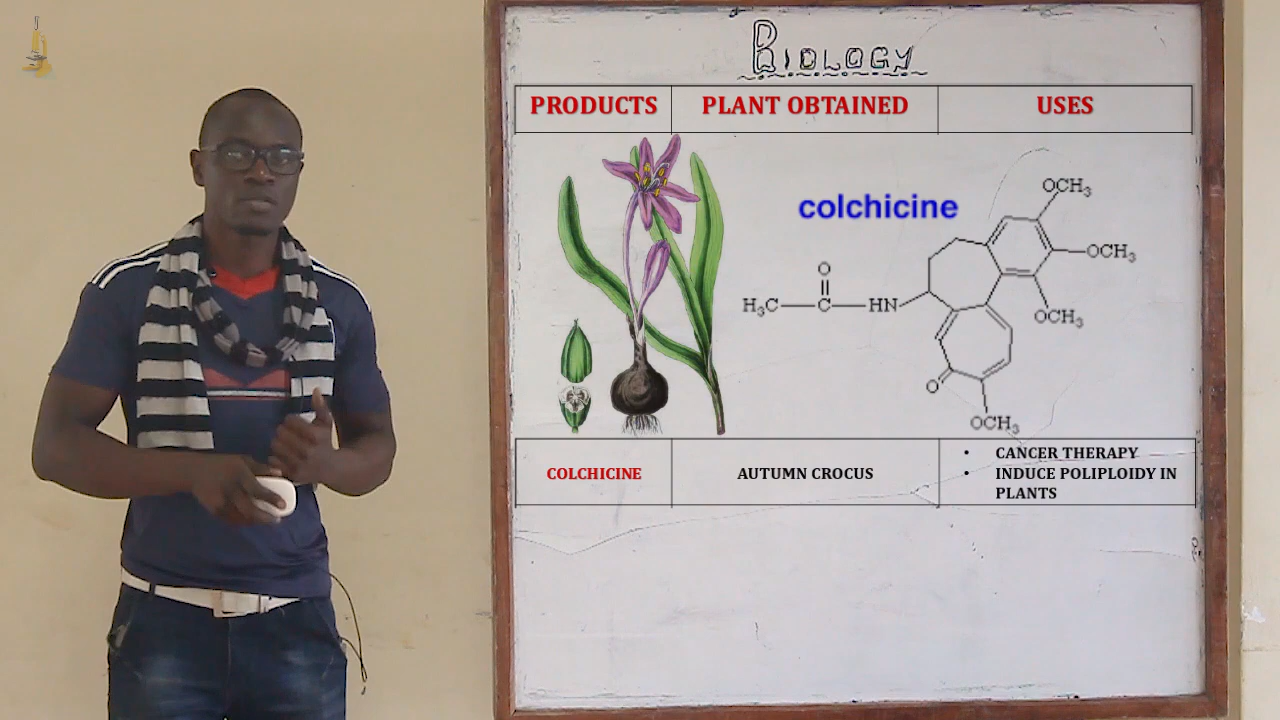 BIOLOGY
PRODUCTS PLANT OBTAINED USES
colchicine
OCH3
OCH3
OCH3
O
H3C C HN
O
OCH3
COLCHICINE AUTUMN CROCUS • CANCER THERAPY
• INDUCE POLIPLOIDY IN
PLANTS